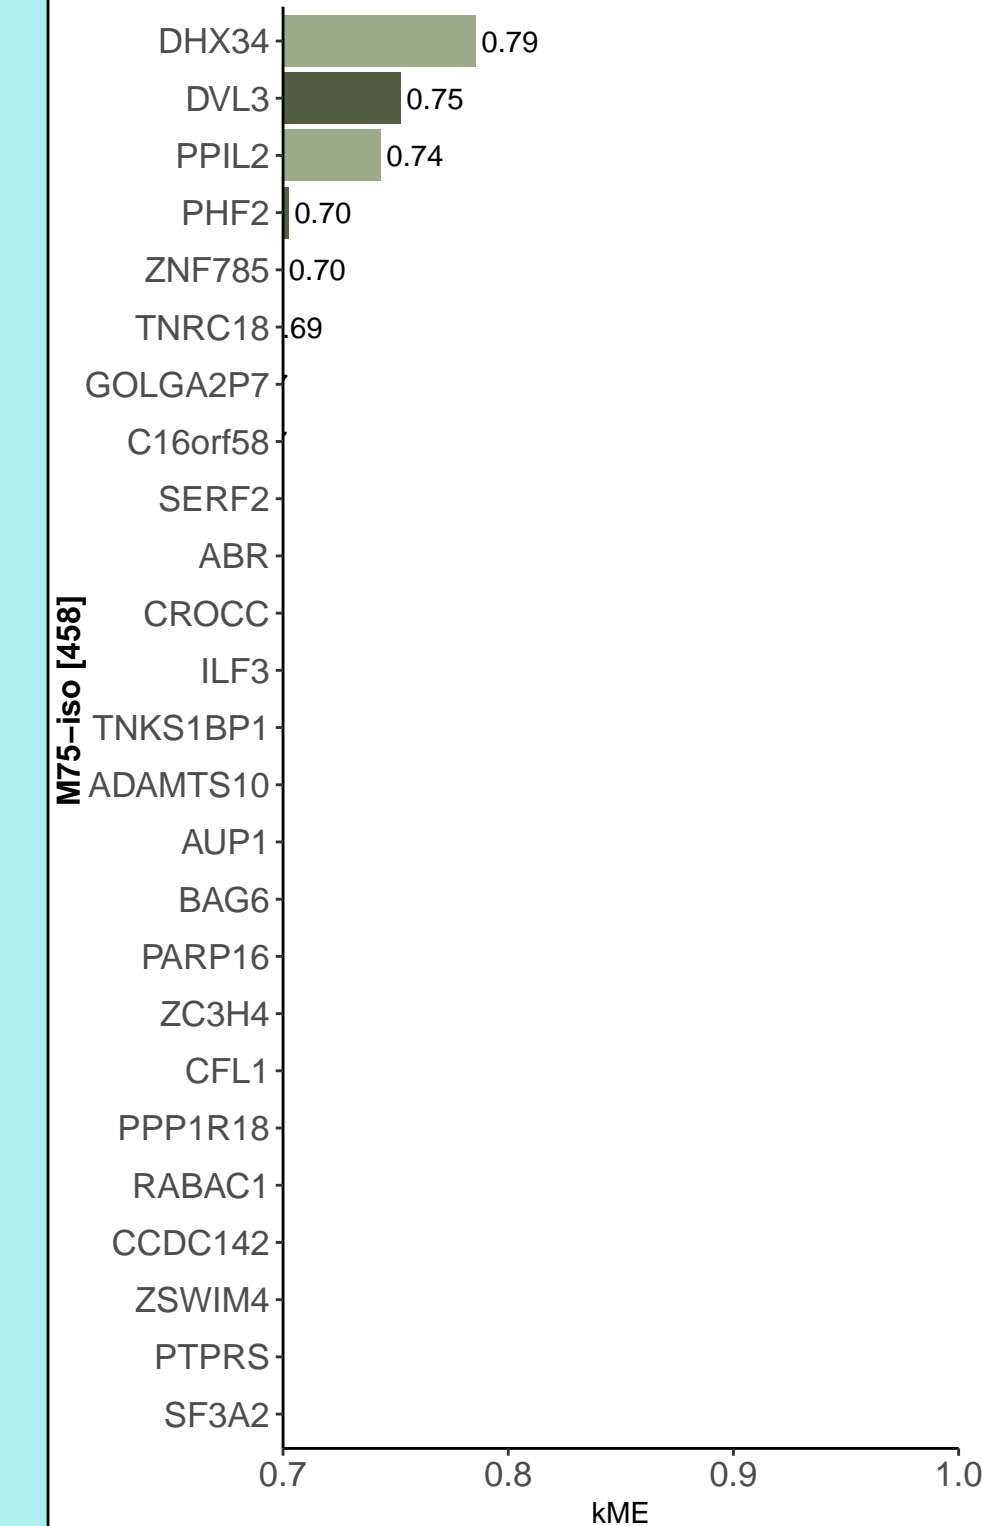 DHX34 0.79
DVL3 0.75
PPIL2 0.74
PHF2 0.70
ZNF785 0.70
TNRC18 .69
GOLGA2P7
C16orf58
SERF2
ABR
CROCC
ILF3
TNKS1BP1
ADAMTS10
AUP1
BAG6
PARP16
ZC3H4
CFL1
PPP1R18
RABAC1
CCDC142
ZSWIM4
PTPRS
SF3A2
M75−iso [458]
0.7 0.8 0.9 1.0
kME